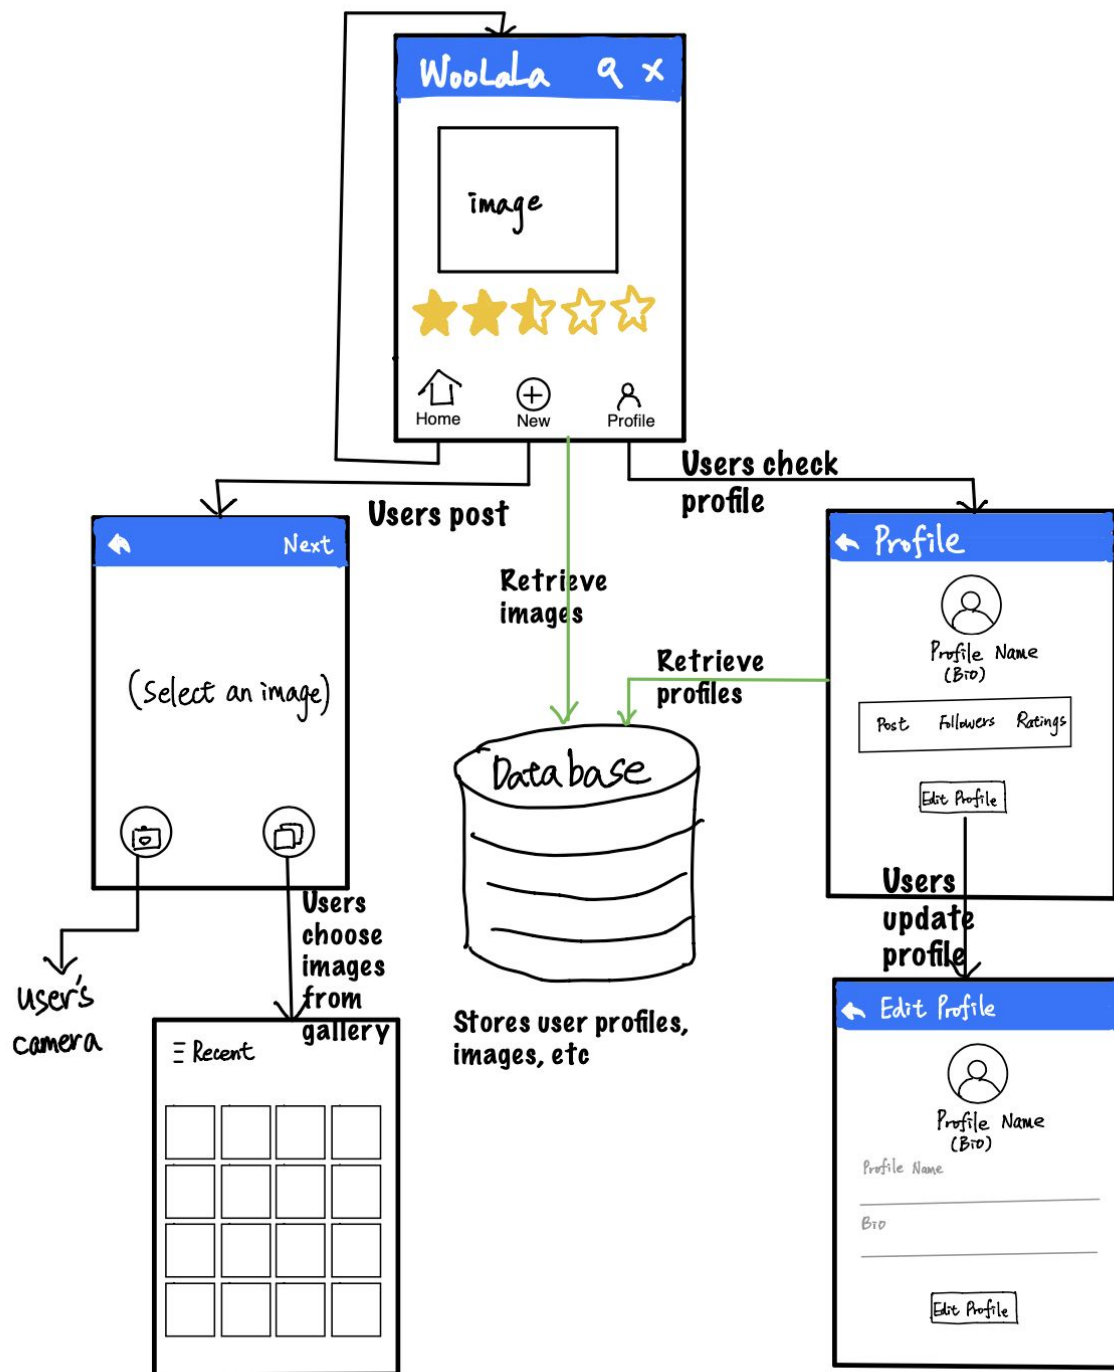 WooLaLa
image
Home
New
Profile
Users post
Users check
profile
Next
(Select an image)
Retrieve
images
Retrieve
profiles
Profile
Profile Name
(Bio)
Post Followers Ratings
Edit Profile
Database
Stores user profiles,
images, etc
user's
camera
Users
choose
images
from
gallery
Recent
Users
update
profile
Edit Profile
Profile Name
(Bio)
Profile Name
Bio
Edit Profile